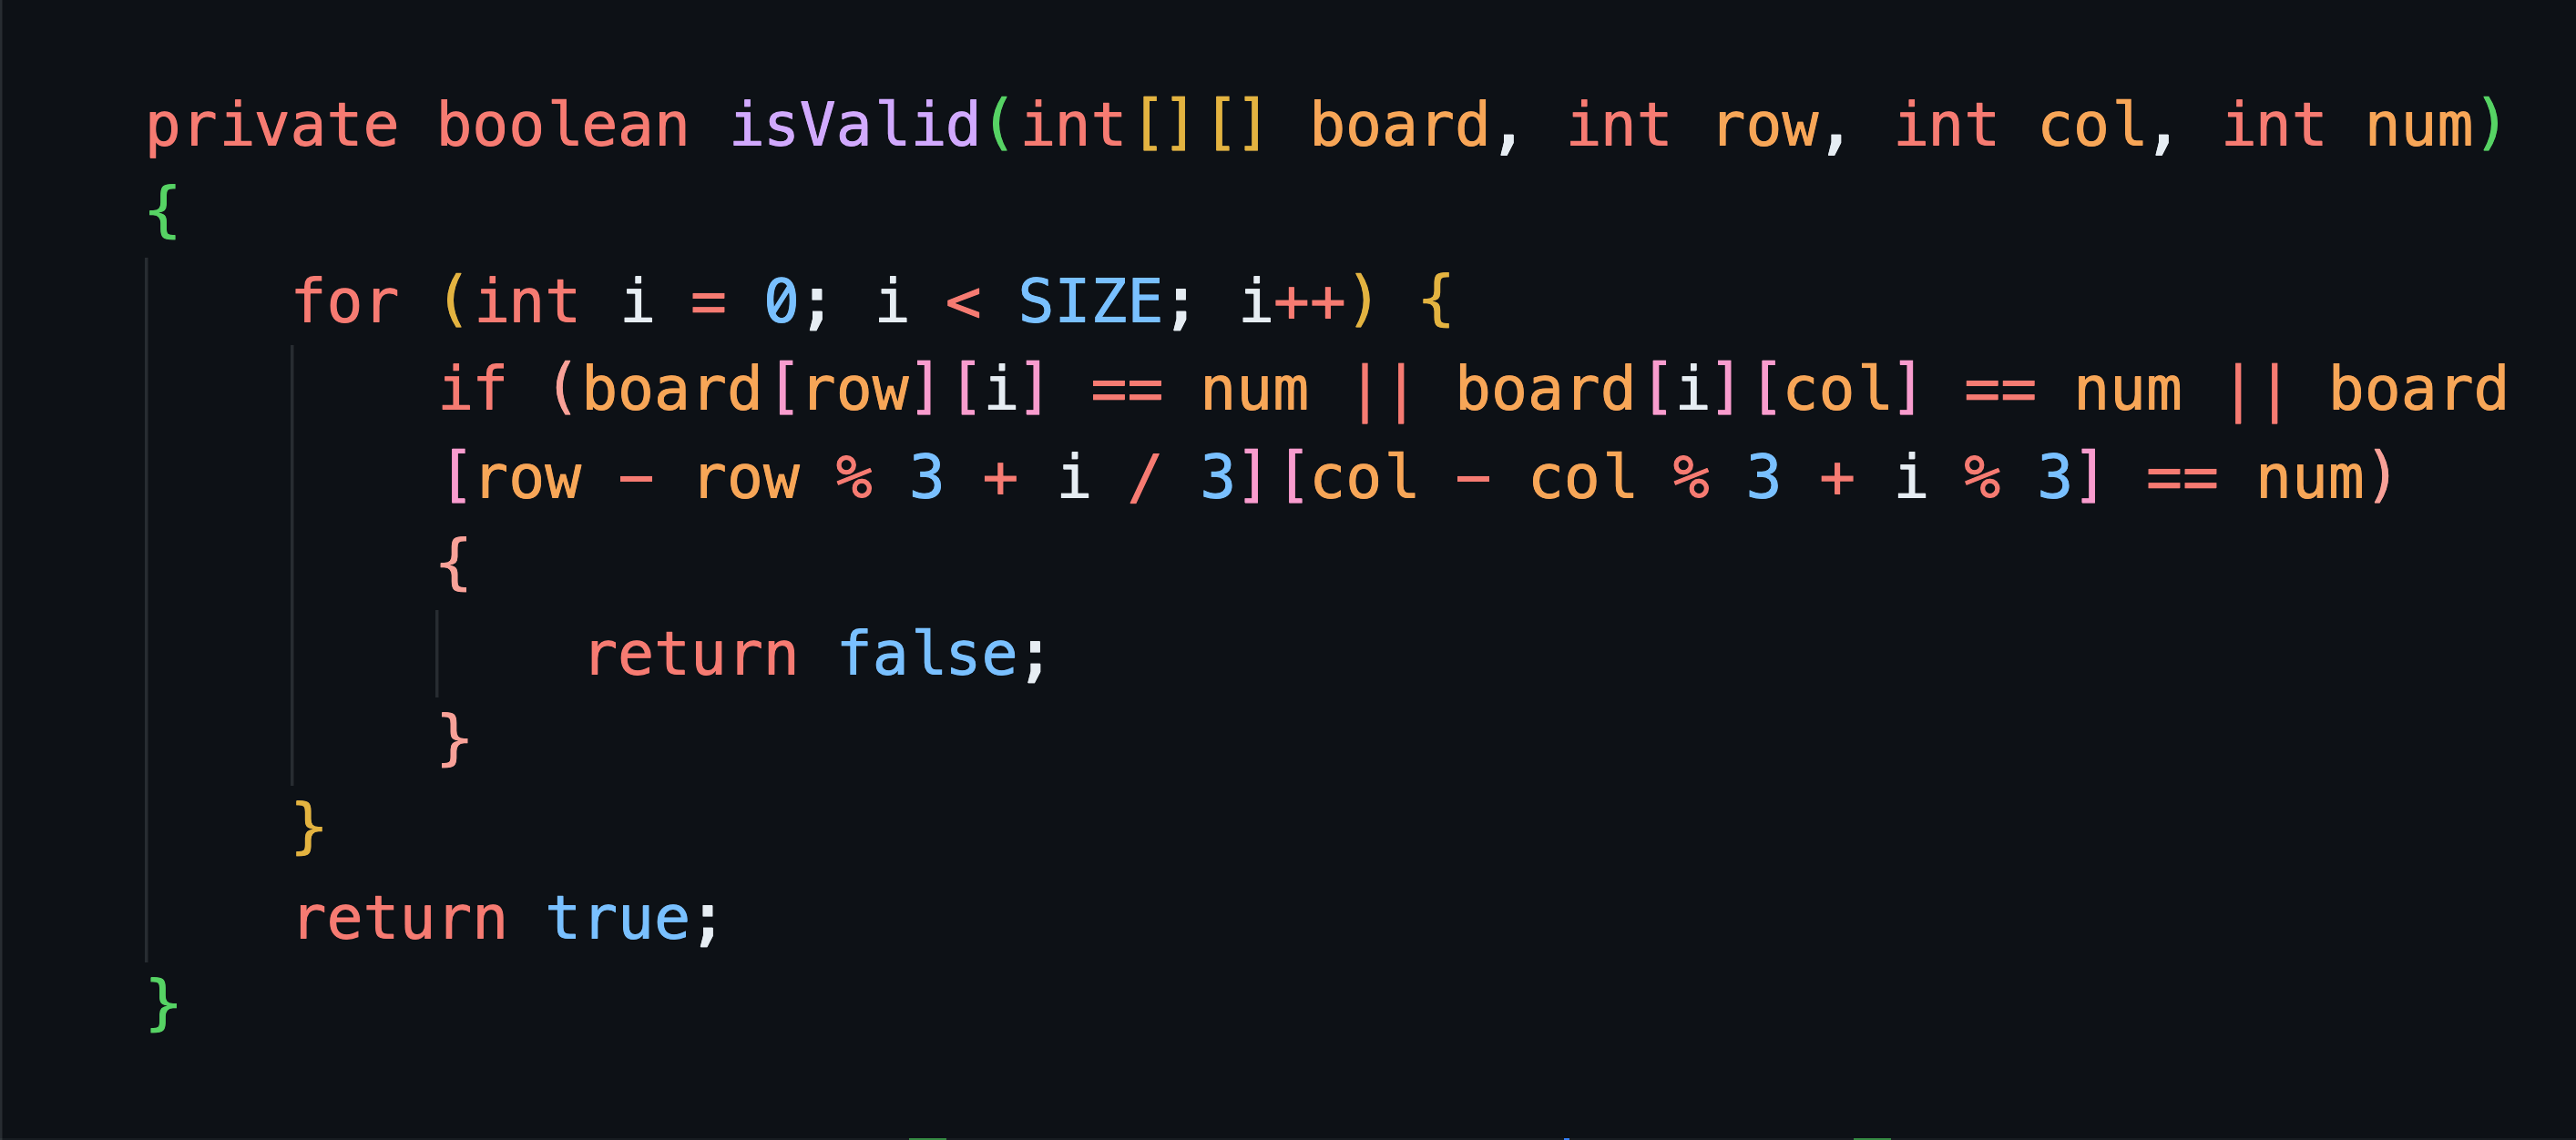 private boolean isValid(int[][] board, int row, int col, int num)
{
for (int i = 0; i < SIZE; i++) {
if (board[row][i] == num || board[i][col] == num || board
[row - row % 3 + i / 3][col - col % 3 + i % 3] == num)
{
return false;
}
}
return true;
}